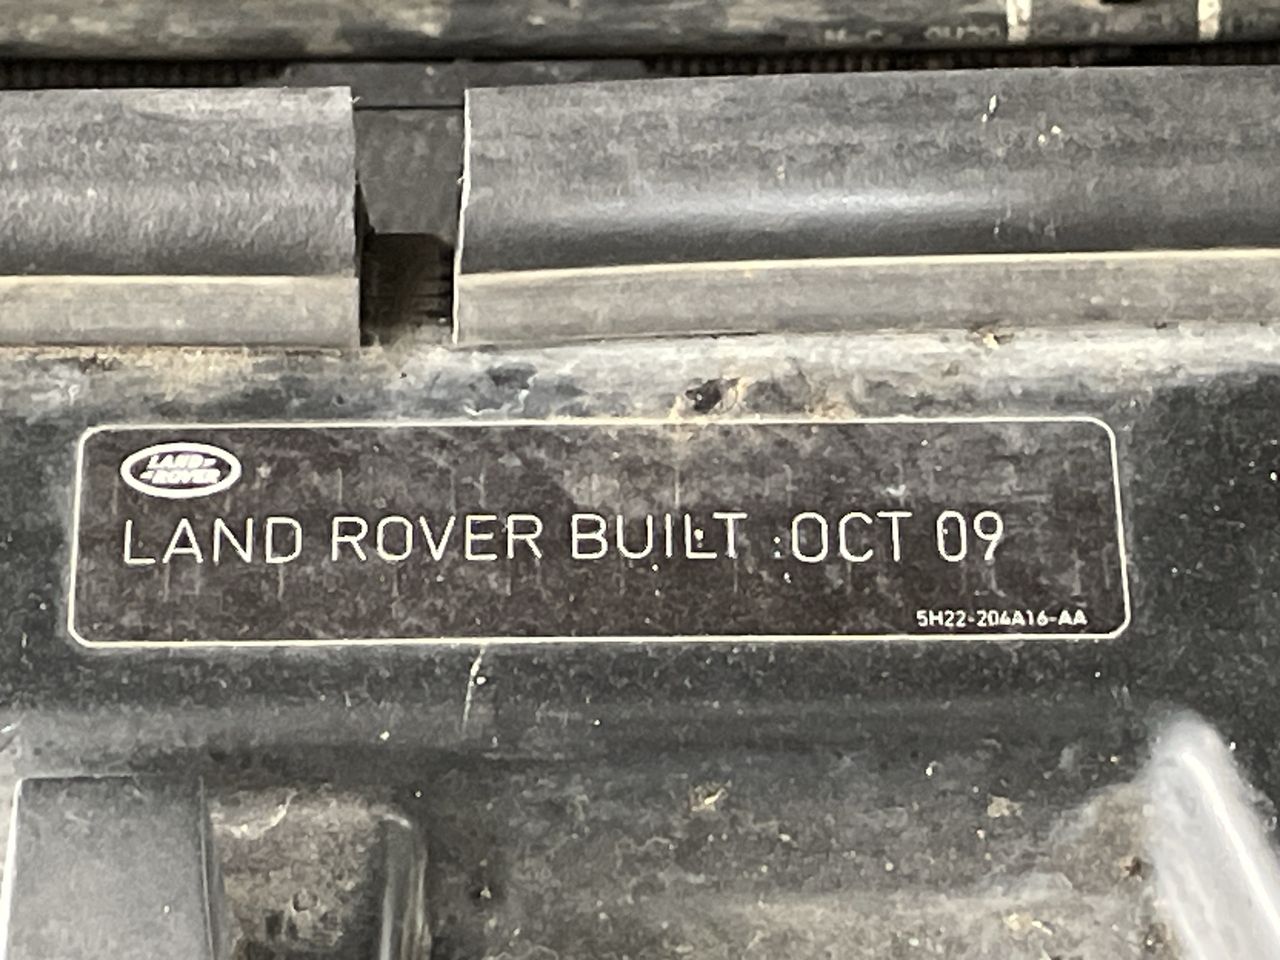 LAND
ROVER
LAND ROVER BUILT :OCT 09
5H22-204A16-AA